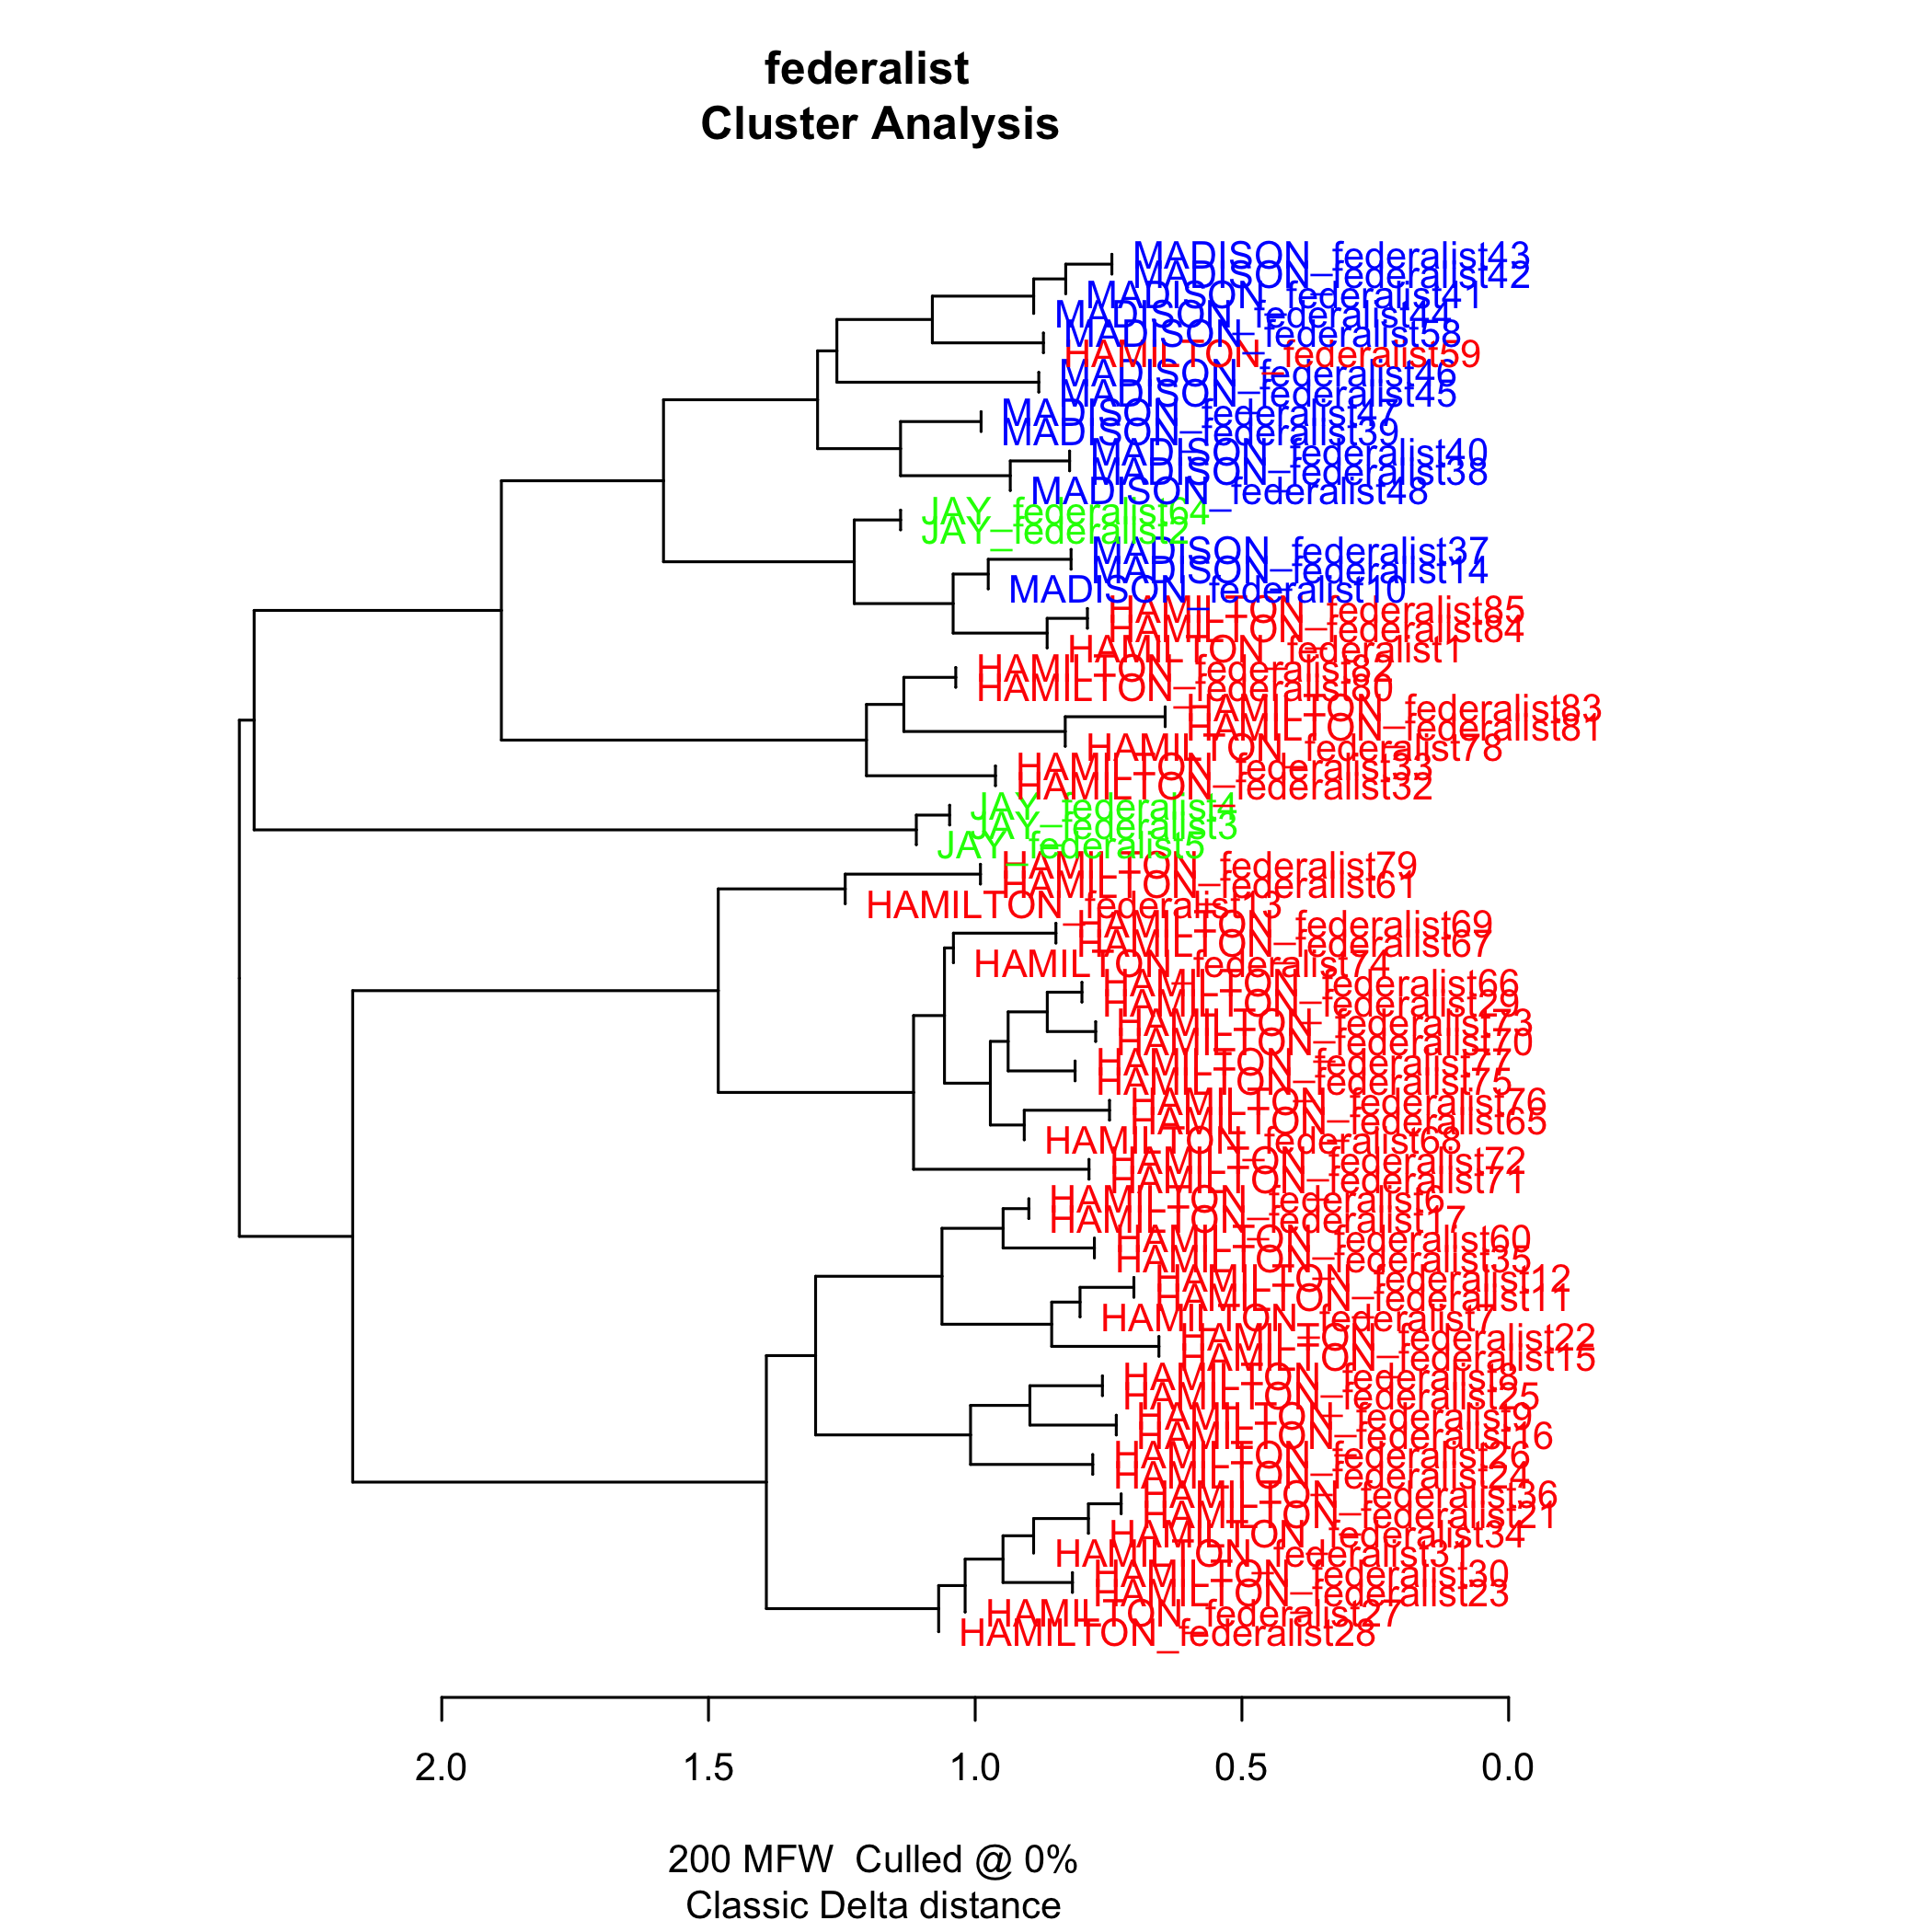 federalist
Cluster Analysis
MADISON_federalist43
MADISON_federalist42
MADISON_federalist41
MADISON_federalist44
MADISON_federalist58
HAMILTON_federalist59
MADISON_federalist46
MADISON_federalist45
MADISON_federalist47
MADISON_federalist39
MADISON_federalist40
MADISON_federalist38
MADISON_federalist48
JAY_federalist64
JAY_federalist2
MADISON_federalist37
MADISON_federalist14
MADISON_federalist10
HAMILTON_federalist85
HAMILTON_federalist84
HAMILTON_federalist1
HAMILTON_federalist82
HAMILTON_federalist80
HAMILTON_federalist83
HAMILTON_federalist81
HAMILTON_federalist78
HAMILTON_federalist33
HAMILTON_federalist32
JAY_federalist4
JAY_federalist3
JAY_federalist5
HAMILTON_federalist79
HAMILTON_federalist61
HAMILTON_federalist13
HAMILTON_federalist69
HAMILTON_federalist67
HAMILTON_federalist74
HAMILTON_federalist66
HAMILTON_federalist29
HAMILTON_federalist73
HAMILTON_federalist70
HAMILTON_federalist77
HAMILTON_federalist75
HAMILTON_federalist76
HAMILTON_federalist65
HAMILTON_federalist68
HAMILTON_federalist72
HAMILTON_federalist71
HAMILTON_federalist6
HAMILTON_federalist17
HAMILTON_federalist60
HAMILTON_federalist35
HAMILTON_federalist12
HAMILTON_federalist11
HAMILTON_federalist7
HAMILTON_federalist22
HAMILTON_federalist15
HAMILTON_federalist8
HAMILTON_federalist25
HAMILTON_federalist9
HAMILTON_federalist16
HAMILTON_federalist26
HAMILTON_federalist24
HAMILTON_federalist36
HAMILTON_federalist21
HAMILTON_federalist34
HAMILTON_federalist31
HAMILTON_federalist30
HAMILTON_federalist23
HAMILTON_federalist27
HAMILTON_federalist28
2.0 1.5 1.0 0.5 0.0
200 MFW  Culled @ 0%
Classic Delta distance